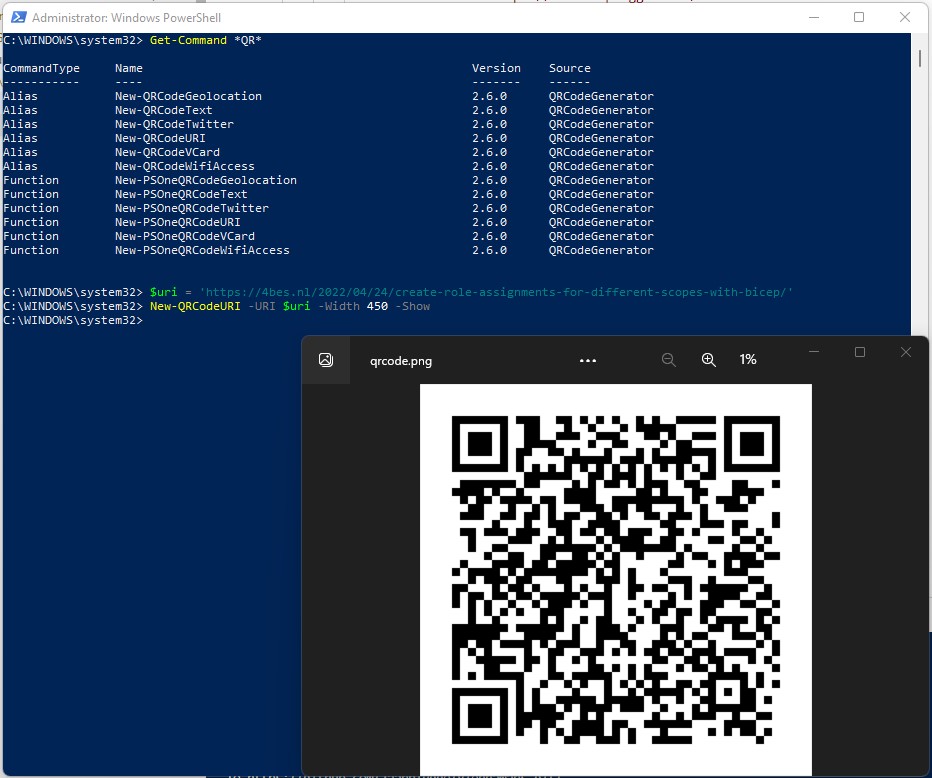 Administrator: Windows PowerShell
C:\WINDOWS\system32> Get-Command *QR*
CommandType Name Version Source
----------- ---- ------- ------
Alias New-QRCodeGeolocation 2.6.0 QRCodeGenerator
Alias New-QRCodeText 2.6.0 QRCodeGenerator
Alias New-QRCodeTwitter 2.6.0 QRCodeGenerator
Alias New-QRCodeURI 2.6.0 QRCodeGenerator
Alias New-QRCodeVCard 2.6.0 QRCodeGenerator
Alias New-QRCodeWifiAccess 2.6.0 QRCodeGenerator
Function New-PSOneQRCodeGeolocation 2.6.0 QRCodeGenerator
Function New-PSOneQRCodeText 2.6.0 QRCodeGenerator
Function New-PSOneQRCodeTwitter 2.6.0 QRCodeGenerator
Function New-PSOneQRCodeURI 2.6.0 QRCodeGenerator
Function New-PSOneQRCodeVCard 2.6.0 QRCodeGenerator
Function New-PSOneQRCodeWifiAccess 2.6.0 QRCodeGenerator
C:\WINDOWS\system32> $uri = 'https://4bes.nl/2022/04/24/create-role-assignments-for-different-scopes-with-bicep/'
C:\WINDOWS\system32> New-QRCodeURI -URI $uri -Width 450 -Show
C:\WINDOWS\system32>
qrcode.png ••• 1%